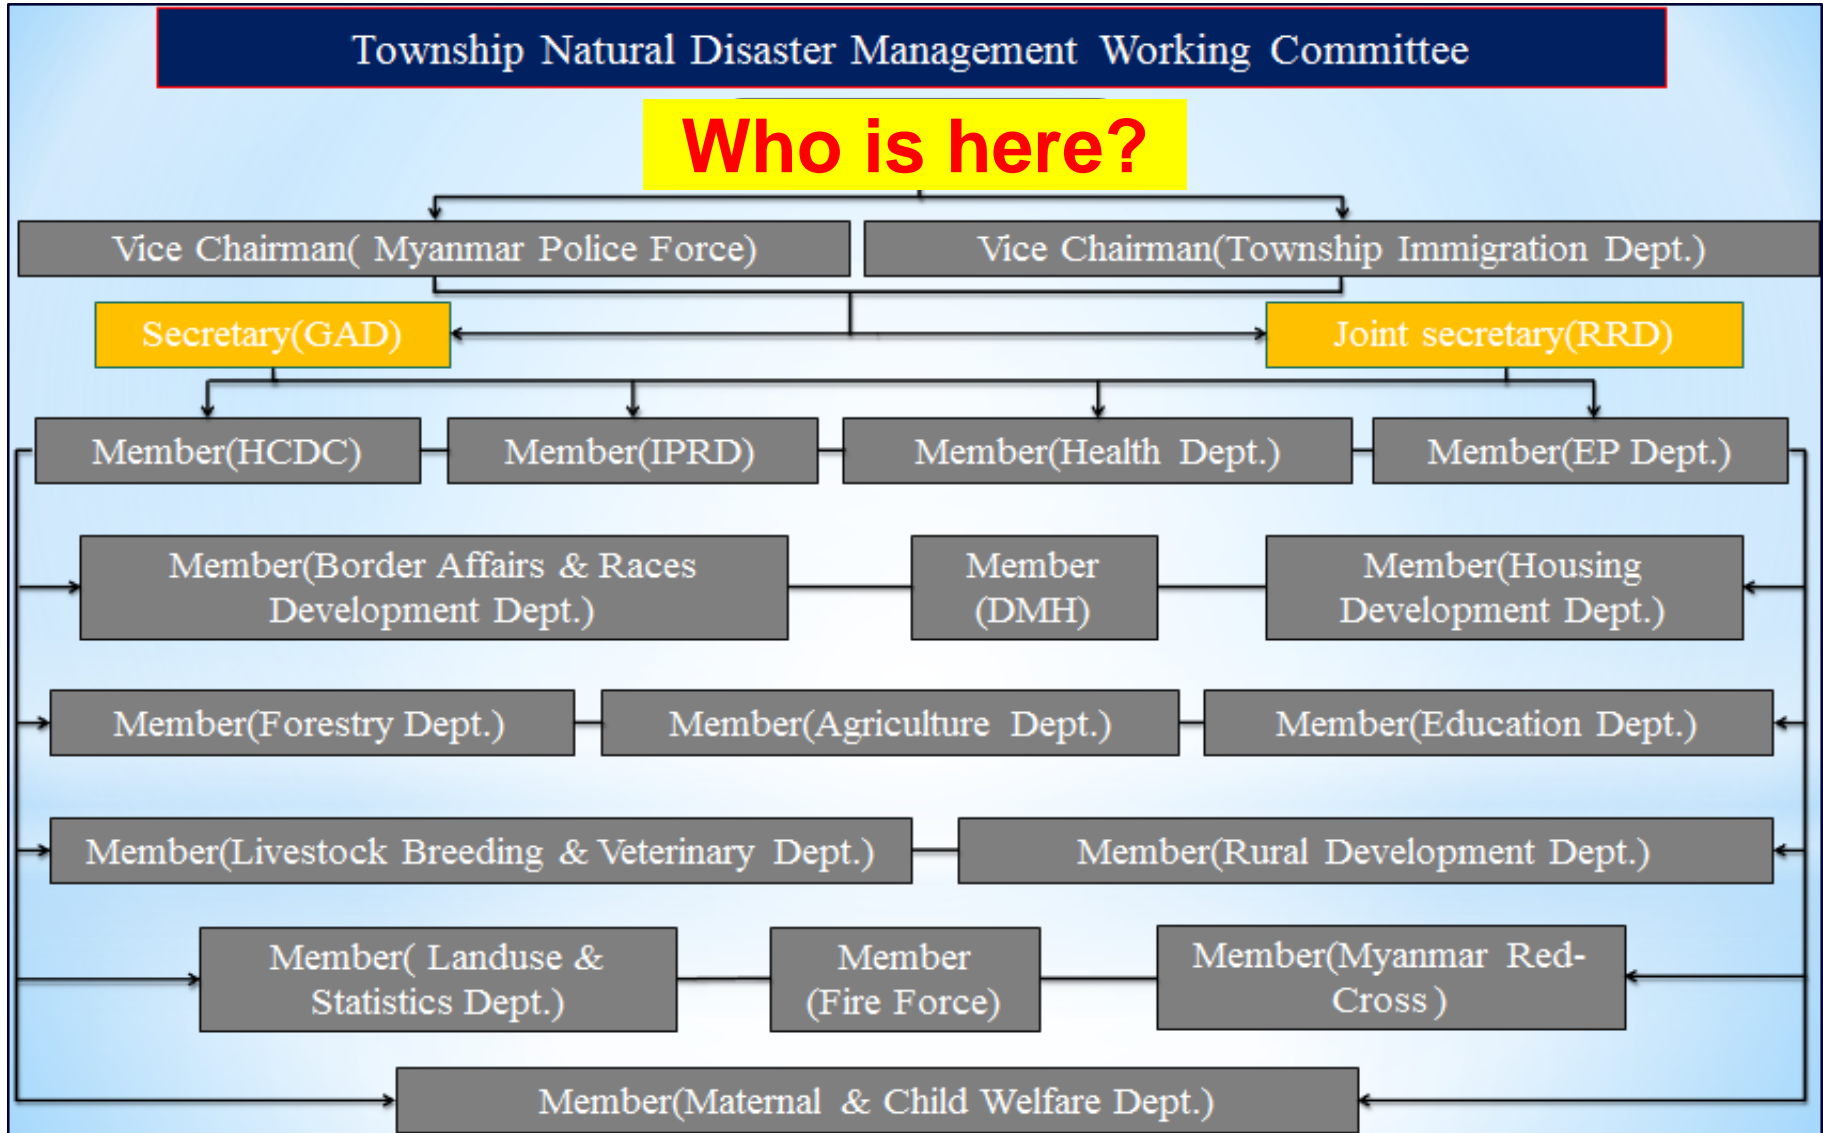 Township Natural Disaster Management Working Committee
Who is here?
Vice Chairman( Myanmar Police Force)
Vice Chairman(Township Immigration Dept.)
Secretary(GAD)
Joint secretary(RRD)
Member(HCDC)
Member(IPRD)
Member(Health Dept.)
Member(EP Dept.)
Member(Border Affairs & Races
Development Dept.)
Member
(DMH)
Member(Housing
Development Dept.)
Member(Forestry Dept.)
Member(Agriculture Dept.)
Member(Education Dept.)
Member(Livestock Breeding & Veterinary Dept.)
Member(Rural Development Dept.)
Member( Landuse &
Statistics Dept.)
Member
(Fire Force)
Member(Myanmar Red-
Cross)
Member(Maternal & Child Welfare Dept.)